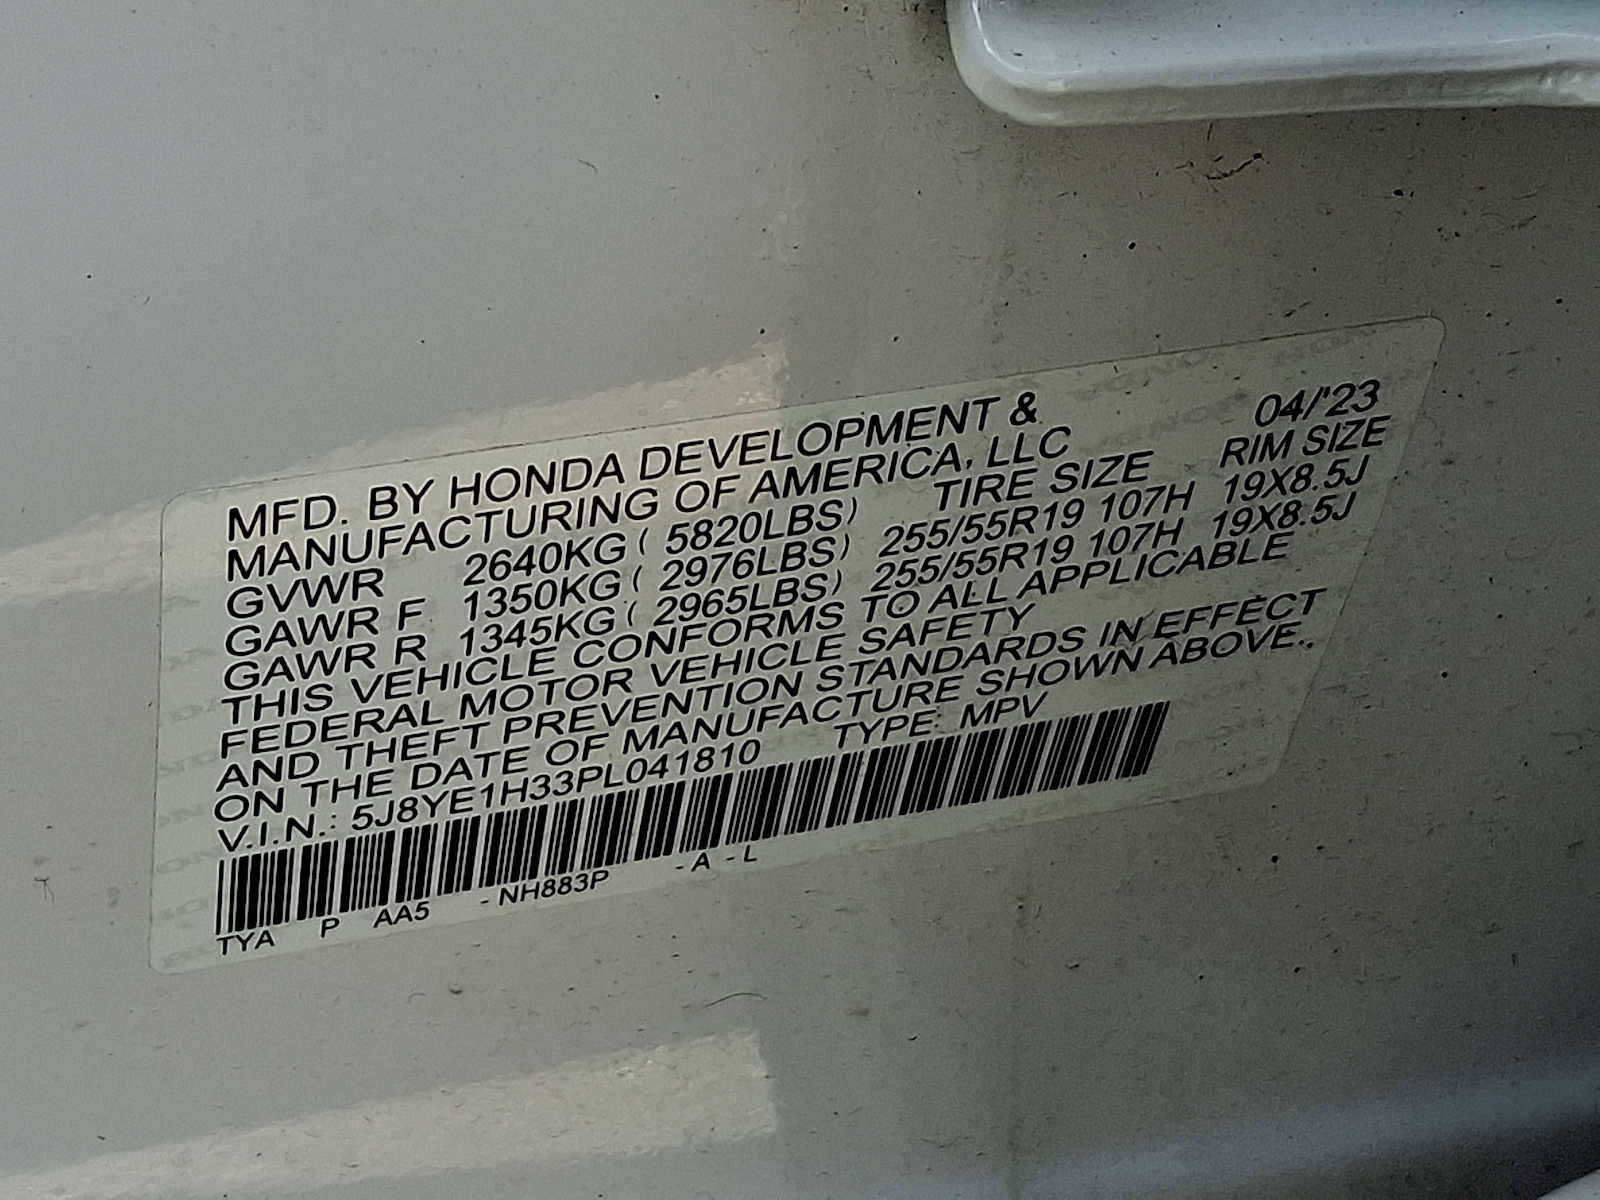 MFD. BY HONDA DEVELOPMENT & 04/'23
MANUFACTURING OF AMERICA, LLC
GVWR 2640KG ( 5820LBS) TIRE SIZE RIM SIZE
GAWR F 1350KG ( 2976LBS) 255/55R19 107H 19X8.5J
GAWR R 1345KG ( 2965LBS) 255/55R19 107H 19X8.5J
THIS VEHICLE CONFORMS TO ALL APPLICABLE
FEDERAL MOTOR VEHICLE SAFETY
AND THEFT PREVENTION STANDARDS IN EFFECT
ON THE DATE OF MANUFACTURE SHOWN ABOVE.
V.I.N.: 5J8YE1H33PL041810 TYPE: MPV
TYA P AA5 - NH883P - A - L